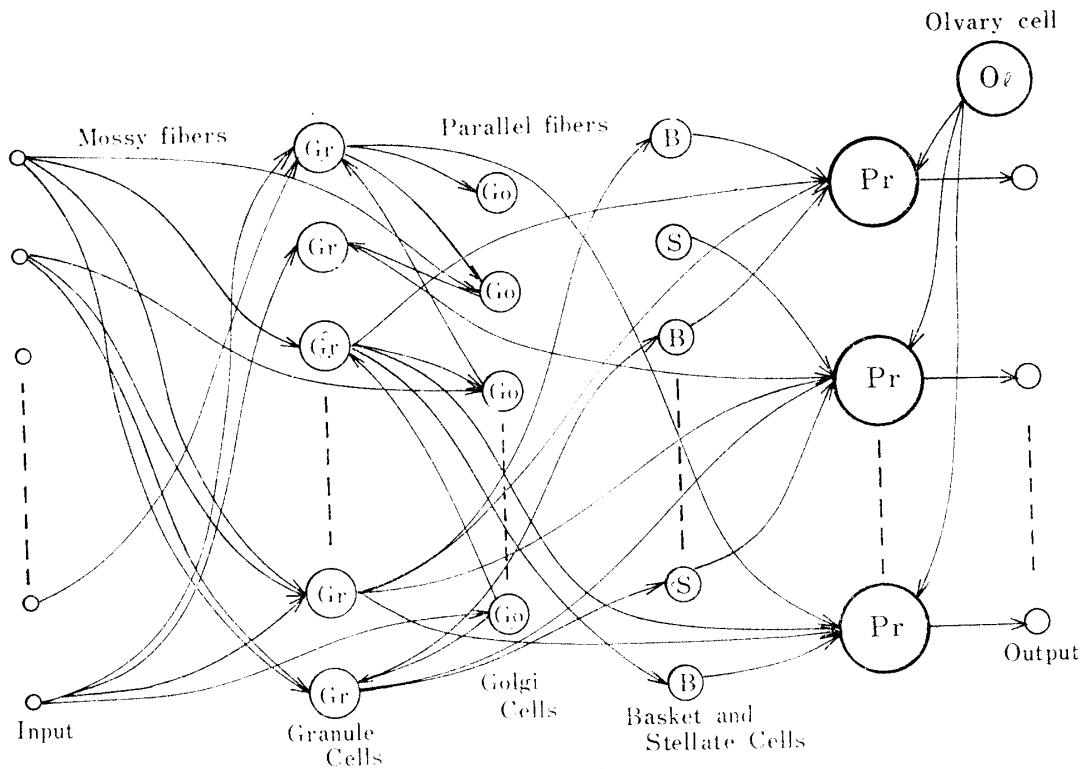 Olvary cell
Oℓ
Mossy fibers
Parallel fibers
Gr
B
Go
Pr
Gr
S
Go
Gr
B
Go
Pr
Gr
Go
S
Pr
Gr
B
Input
Granule
Cells
Golgi
Cells
Basket and
Stellate Cells
Output